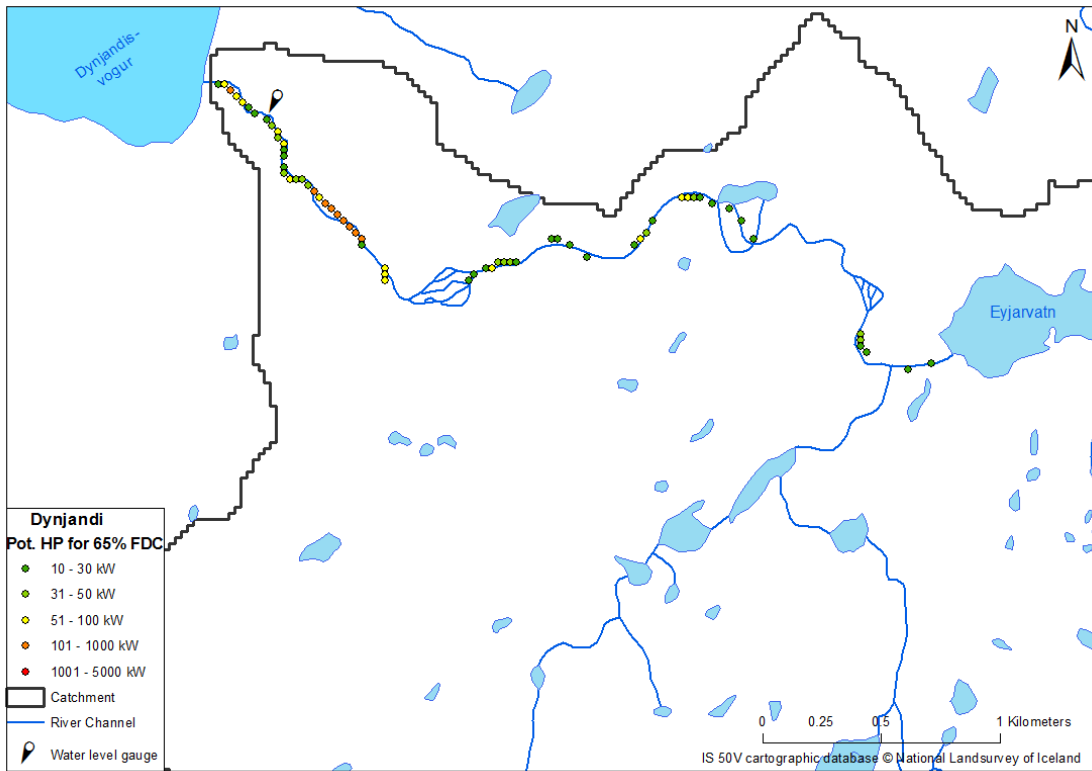 Dynjandis-
vogur
N
Eyjarvatn
Dynjandi
Pot. HP for 65% FDC
10 - 30 kW
31 - 50 kW
51 - 100 kW
101 - 1000 kW
1001 - 5000 kW
Catchment
River Channel
Water level gauge
0 0.25 0.5 1 Kilometers
IS 50V cartographic database © National Landsurvey of Iceland